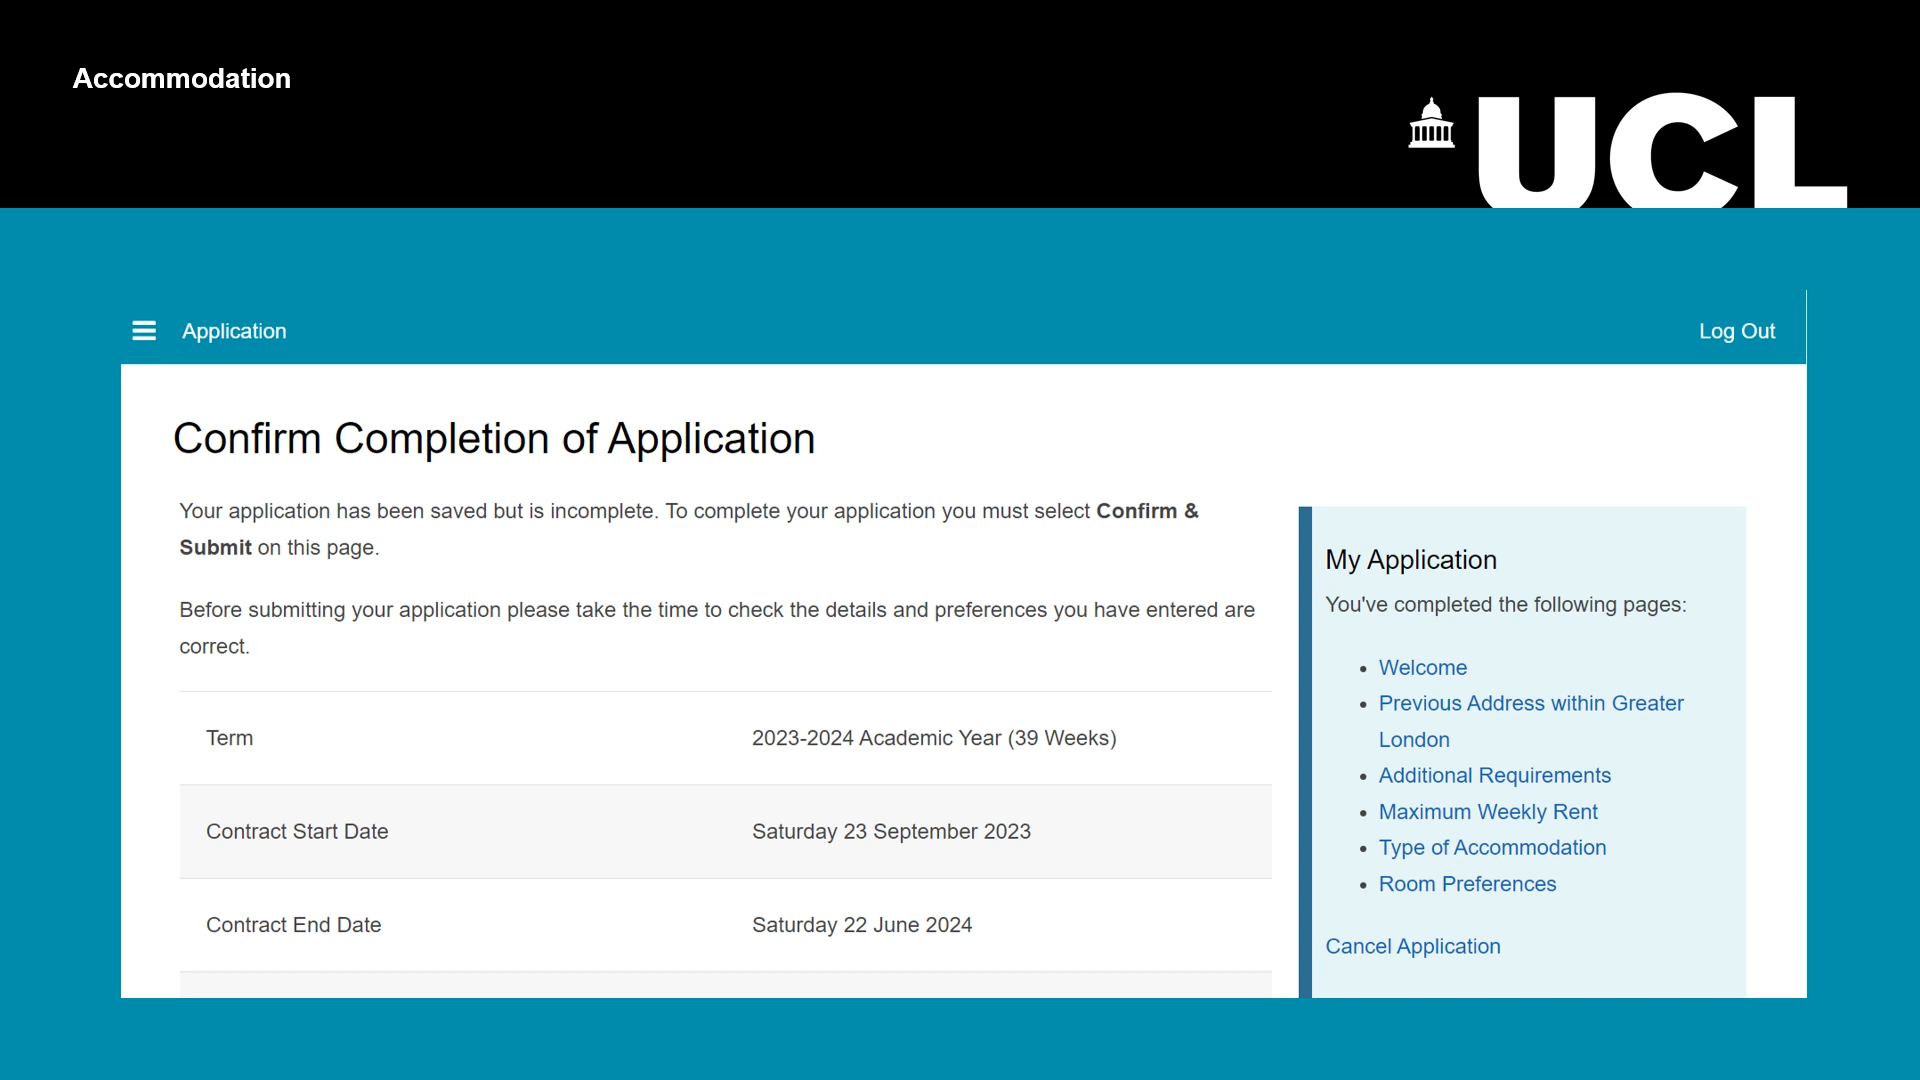 Accommodation
UCL
Application
Log Out
Confirm Completion of Application
Your application has been saved but is incomplete. To complete your application you must select Confirm &
Submit on this page.
Before submitting your application please take the time to check the details and preferences you have entered are
correct.
Term 2023-2024 Academic Year (39 Weeks)
Contract Start Date Saturday 23 September 2023
Contract End Date Saturday 22 June 2024
My Application
You've completed the following pages:
Welcome
Previous Address within Greater
London
Additional Requirements
Maximum Weekly Rent
Type of Accommodation
Room Preferences
Cancel Application